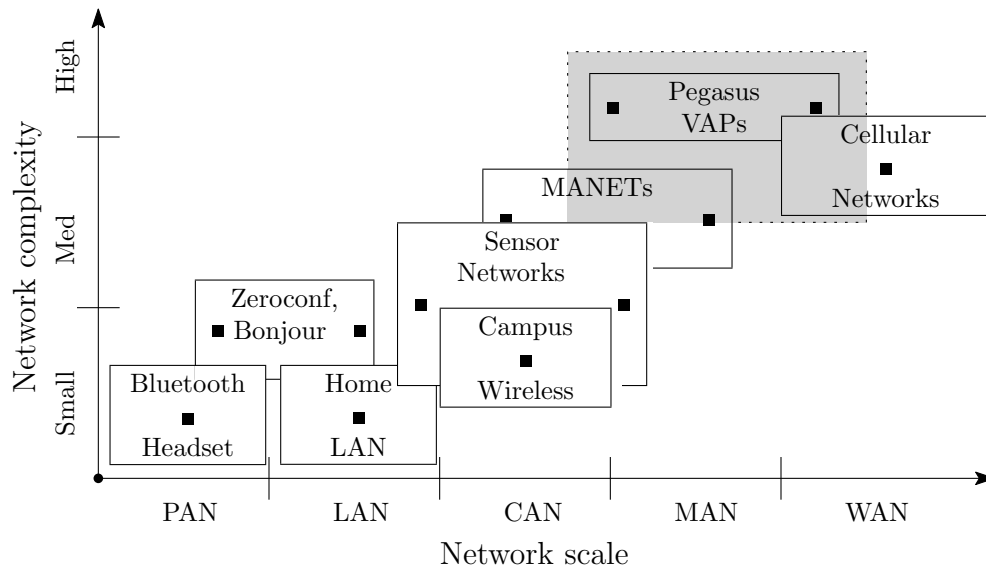 High
Pegasus
VAPs
Cellular
Networks
Network complexity
Med
MANETs
Sensor
Networks
Zeroconf,
Bonjour
Campus
Wireless
Small
Bluetooth
Headset
Home
LAN
PAN
LAN
CAN
MAN
WAN
Network scale